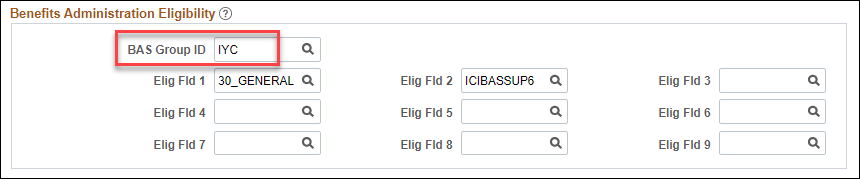 Benefits Administration Eligibility ?
BAS Group ID IYC
Elig Fld 1 30_GENERAL Elig Fld 2 ICIBASSUP6 Elig Fld 3
Elig Fld 4 Elig Fld 5 Elig Fld 6
Elig Fld 7 Elig Fld 8 Elig Fld 9